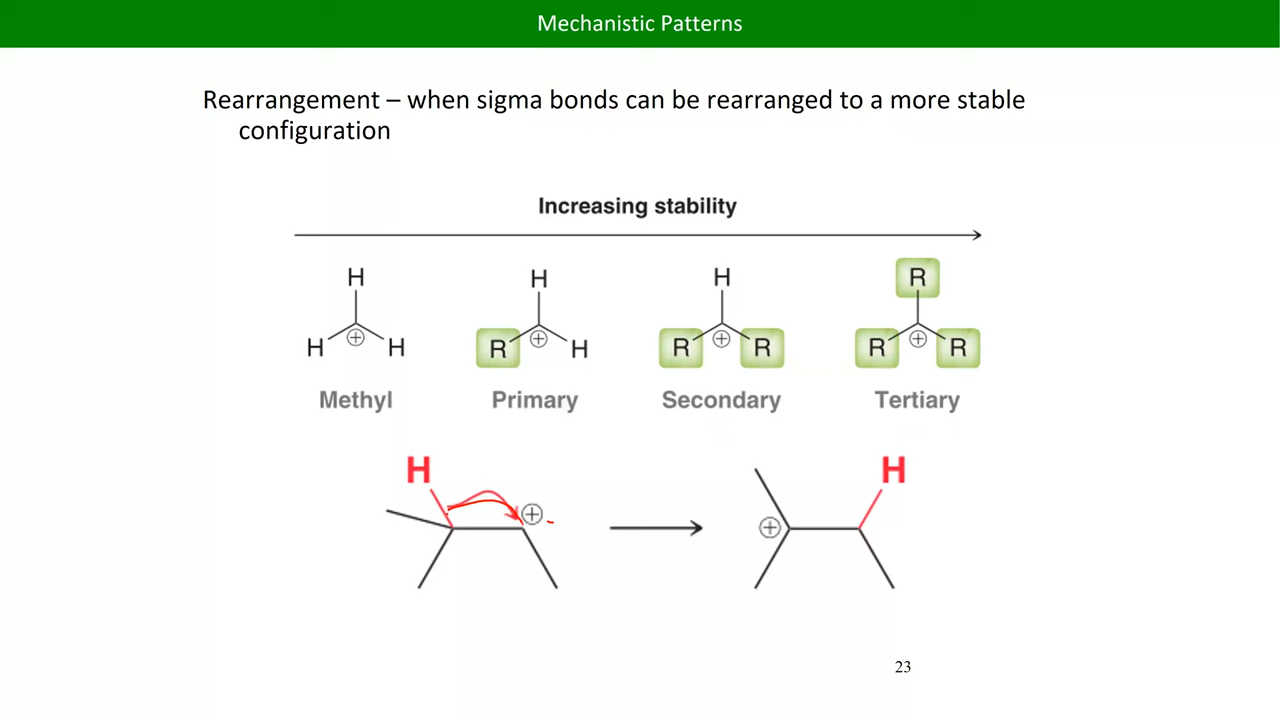 Mechanistic Patterns
Rearrangement – when sigma bonds can be rearranged to a more stable
configuration
Increasing stability
H H H R
H ⊕ H R ⊕ H R ⊕ R R ⊕ R
Methyl Primary Secondary Tertiary
H H
⊕ ⊕
23